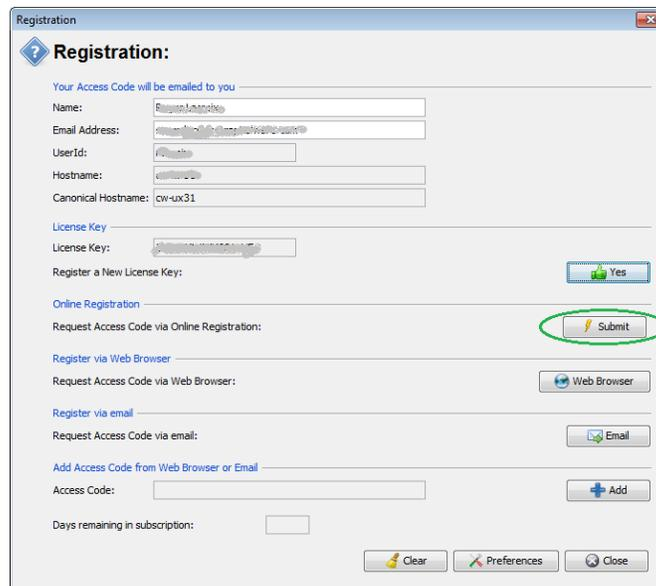 Registration
Registration:
Your Access Code will be emailed to you
Name:
Email Address:
UserId:
Hostname:
Canonical Hostname: cw-ux31
License Key
License Key:
Register a New License Key: Yes
Online Registration
Request Access Code via Online Registration: Submit
Register via Web Browser
Request Access Code via Web Browser: Web Browser
Register via email
Request Access Code via email: Email
Add Access Code from Web Browser or Email
Access Code: Add
Days remaining in subscription:
Clear Preferences Close